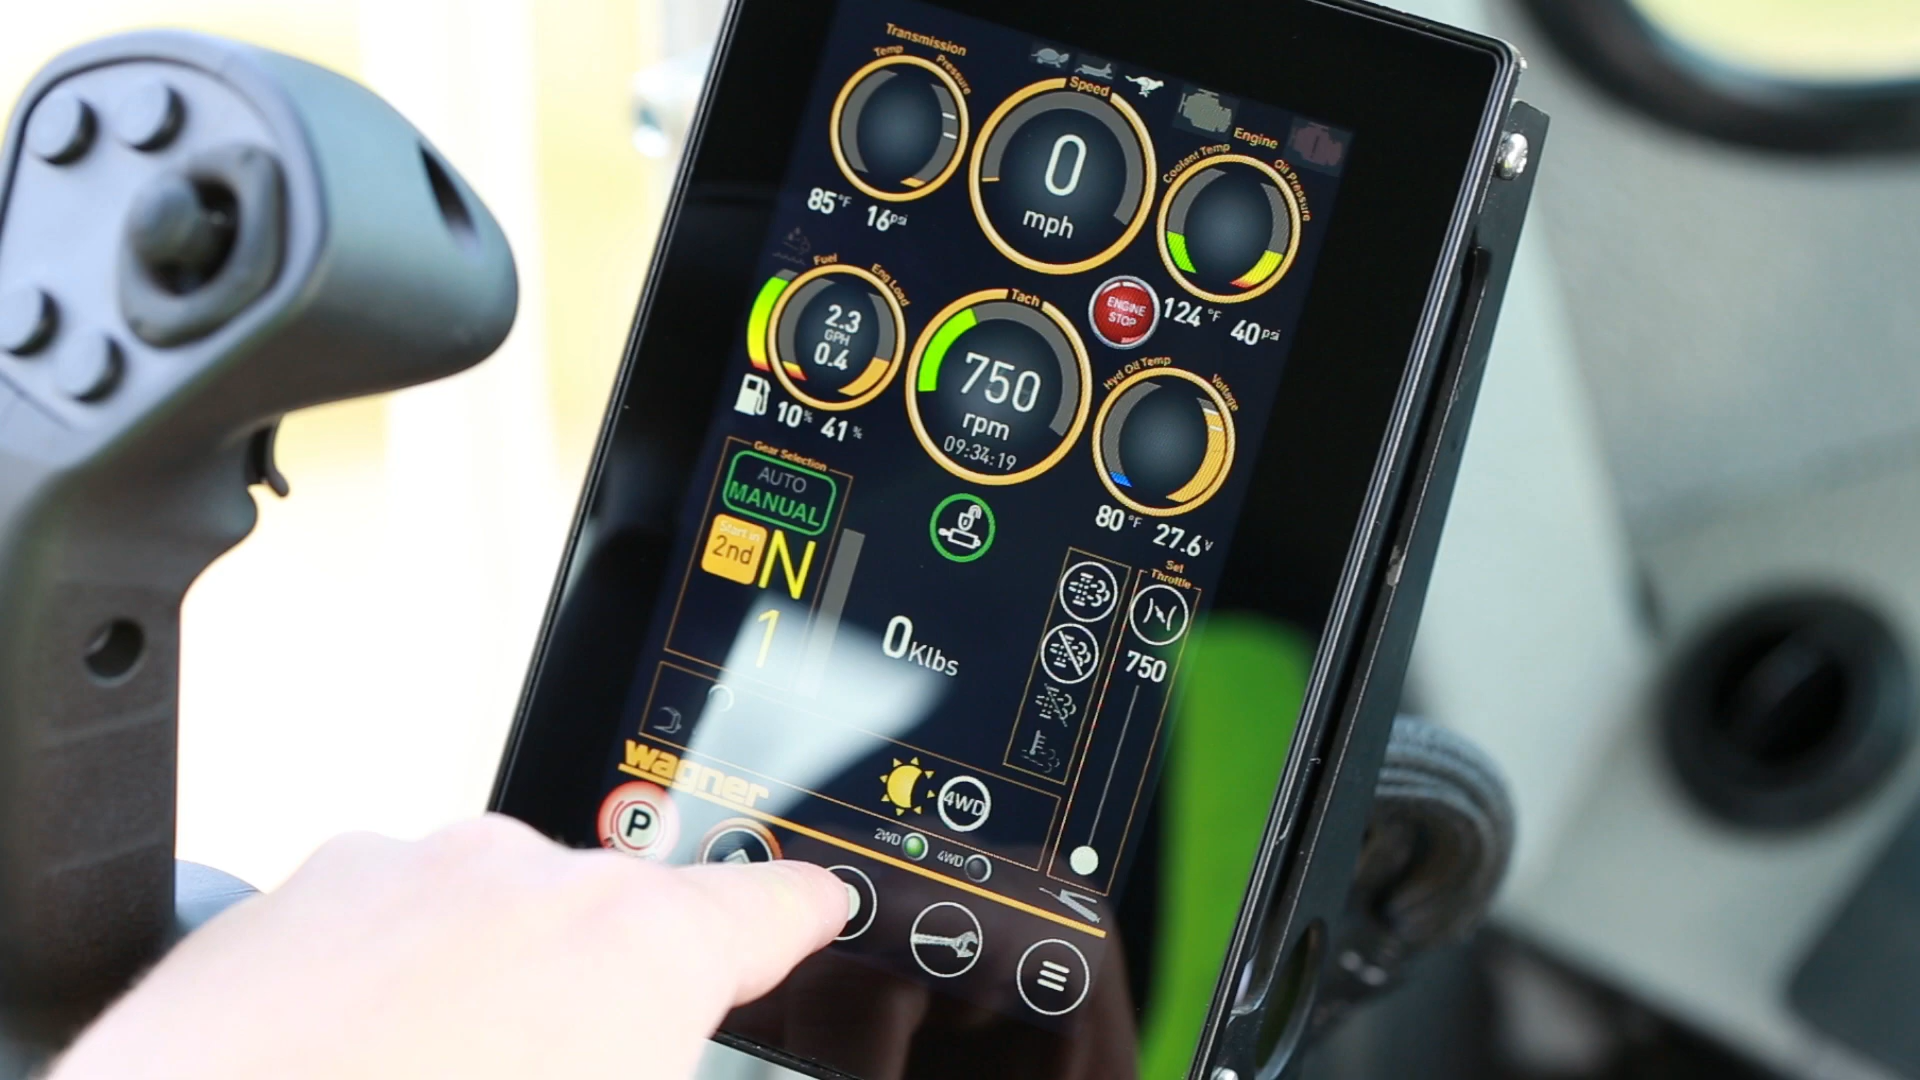 Transmission
Temp
Pressure
85°F
16psi
Speed
0
mph
Engine
Coolant Temp
Oil Pressure
124°F
40psi
ENGINE
STOP
Fuel
Eng Load
2.3
GPH
0.4
10%
41%
Tach
750
rpm
09:34:19
Hyd Oil Temp
Voltage
80°F
27.6V
Gear Selection
AUTO
MANUAL
Start in
2nd
N
1
0Klbs
Set
Throttle
750
wagner
P
4WD
2WD
4WD